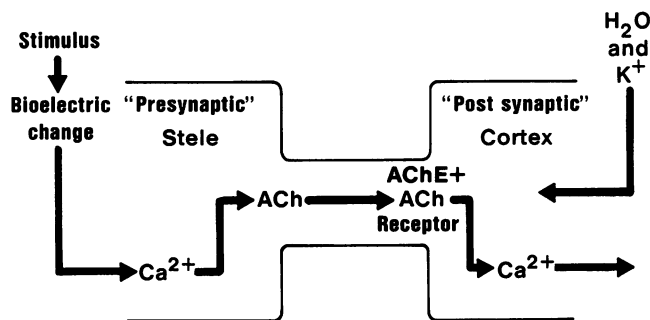 Stimulus
Bioelectric
change
"Presynaptic"
Stele
Ca²⁺
ACh
AChE+
ACh
Receptor
"Post synaptic"
Cortex
Ca²⁺
H₂O
and
K⁺